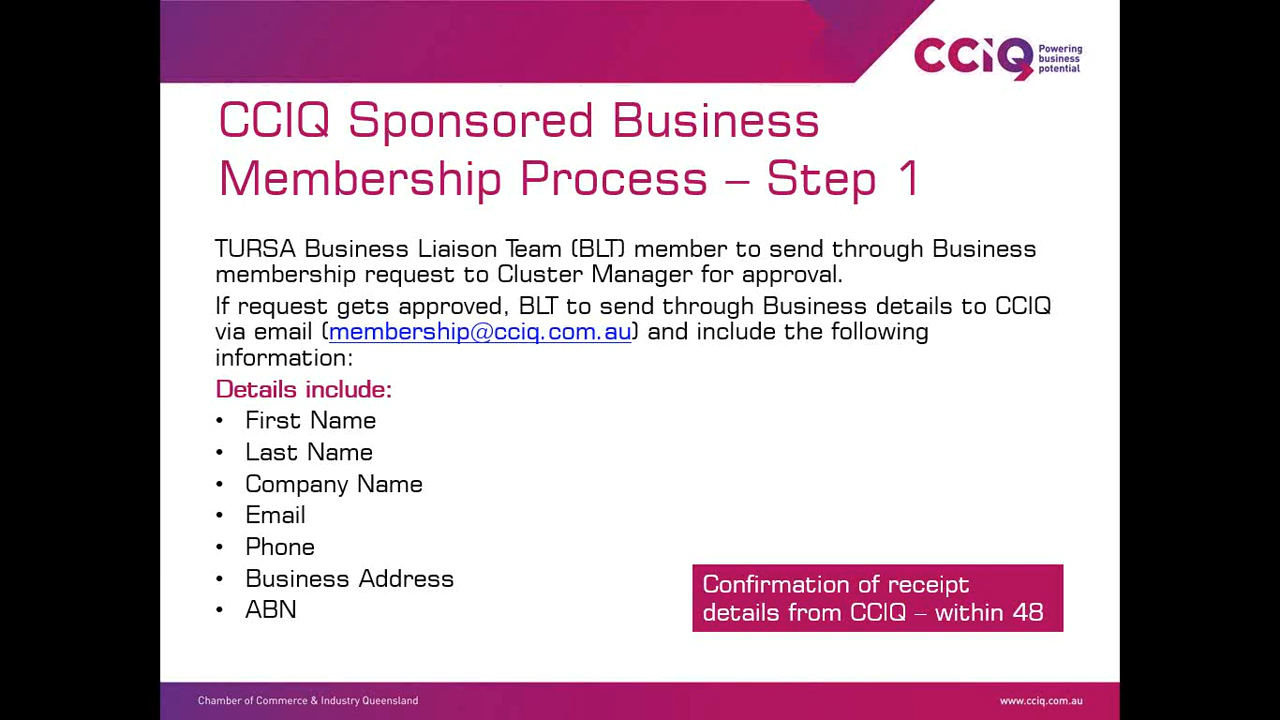 CCIQ Powering
business
potential
CCIQ Sponsored Business
Membership Process – Step 1
TURSA Business Liaison Team (BLT) member to send through Business
membership request to Cluster Manager for approval.
If request gets approved, BLT to send through Business details to CCIQ
via email (membership@cciq.com.au) and include the following
information:
Details include:
• First Name
• Last Name
• Company Name
• Email
• Phone
• Business Address
• ABN
Confirmation of receipt
details from CCIQ – within 48
Chamber of Commerce & Industry Queensland
www.cciq.com.au